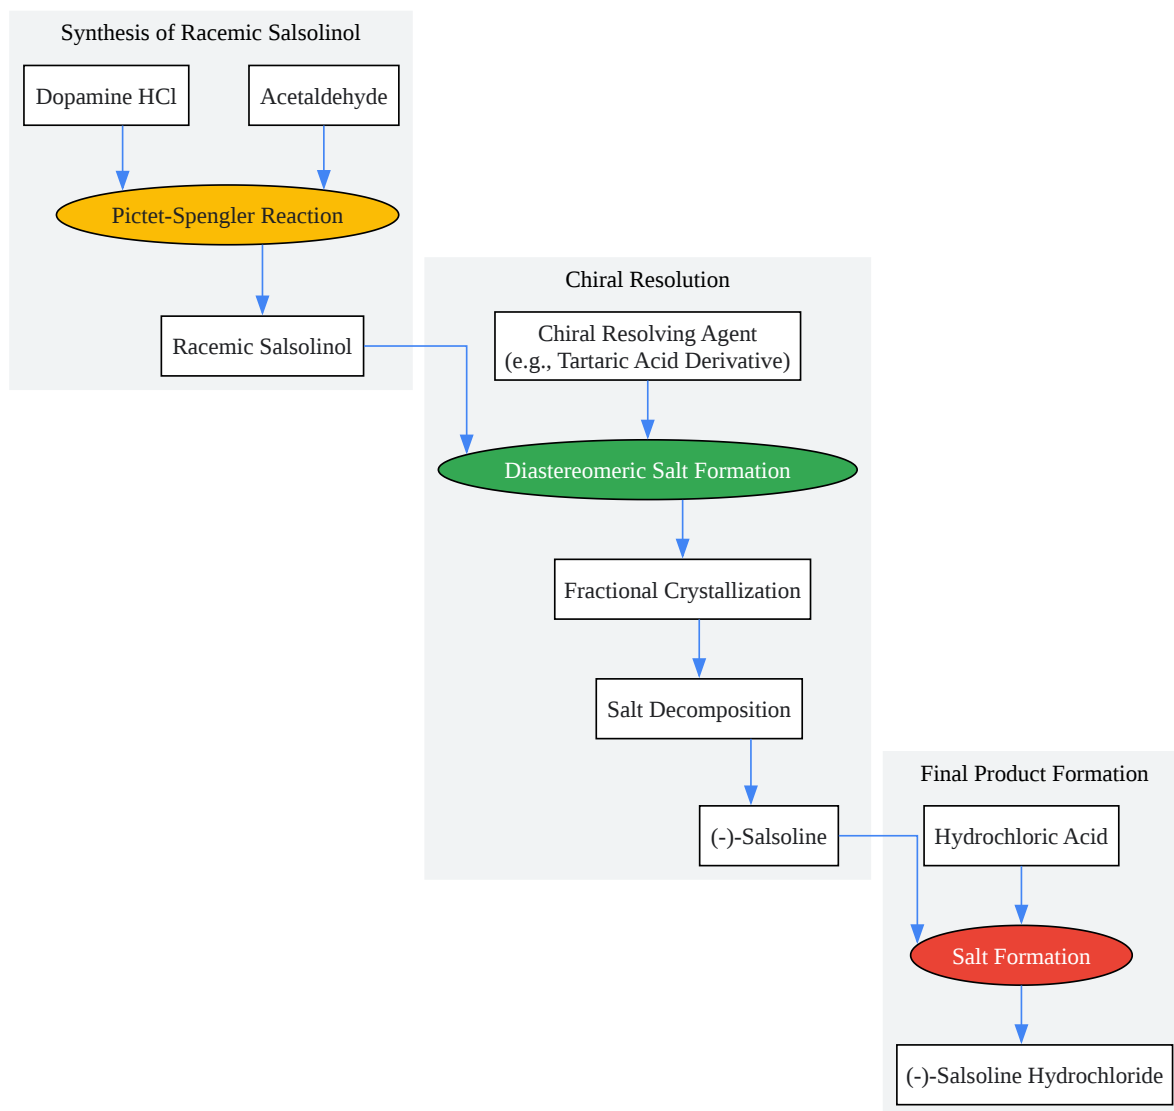 Synthesis of Racemic Salsolinol
Dopamine HCl
Acetaldehyde
Pictet-Spengler Reaction
Racemic Salsolinol
Chiral Resolution
Chiral Resolving Agent
(e.g., Tartaric Acid Derivative)
Diastereomeric Salt Formation
Fractional Crystallization
Salt Decomposition
(-)-Salsoline
Final Product Formation
Hydrochloric Acid
Salt Formation
(-)-Salsoline Hydrochloride